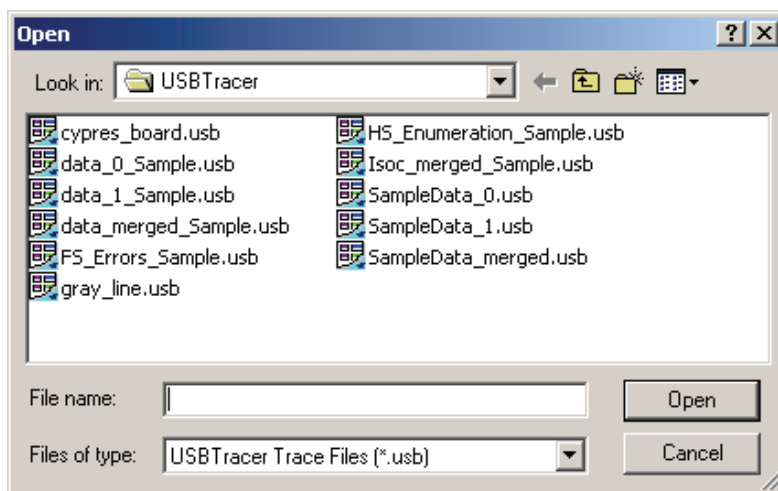 Open
Look in: USBTracer
cypres_board.usb
data_0_Sample.usb
data_1_Sample.usb
data_merged_Sample.usb
FS_Errors_Sample.usb
gray_line.usb
HS_Enumeration_Sample.usb
Isoc_merged_Sample.usb
SampleData_0.usb
SampleData_1.usb
SampleData_merged.usb
File name:
Open
Files of type: USBTracer Trace Files (*.usb)
Cancel